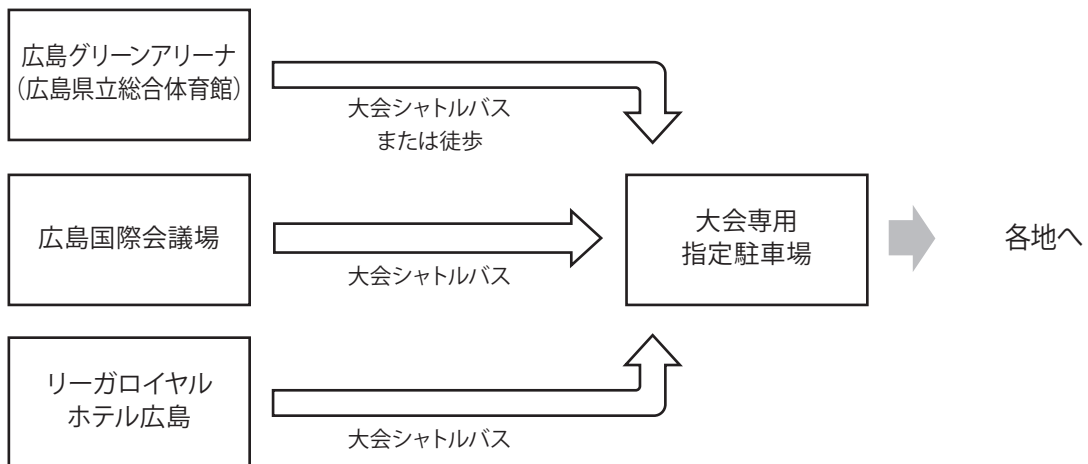 広島グリーンアリーナ
（広島県立総合体育館）
大会シャトルバス
または徒歩
広島国際会議場
大会シャトルバス
大会専用
指定駐車場
各地へ
リーガロイヤル
ホテル広島
大会シャトルバス